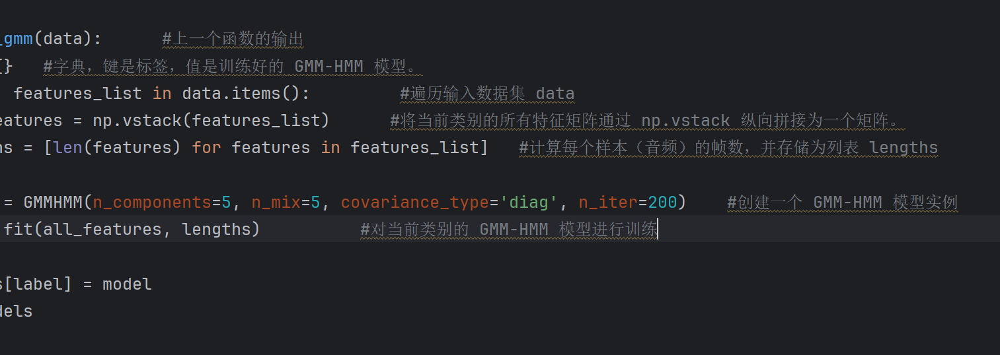 _gmm(data):      #上一个函数的输出
{}   #字典，键是标签，值是训练好的 GMM-HMM 模型。
features_list in data.items():         #遍历输入数据集 data
eatures = np.vstack(features_list)      #将当前类别的所有特征矩阵通过 np.vstack 纵向拼接为一个矩阵。
hs = [len(features) for features in features_list]   #计算每个样本（音频）的帧数，并存储为列表 lengths
= GMMHMM(n_components=5, n_mix=5, covariance_type='diag', n_iter=200)    #创建一个 GMM-HMM 模型实例
fit(all_features, lengths)          #对当前类别的 GMM-HMM 模型进行训练
s[label] = model
dels